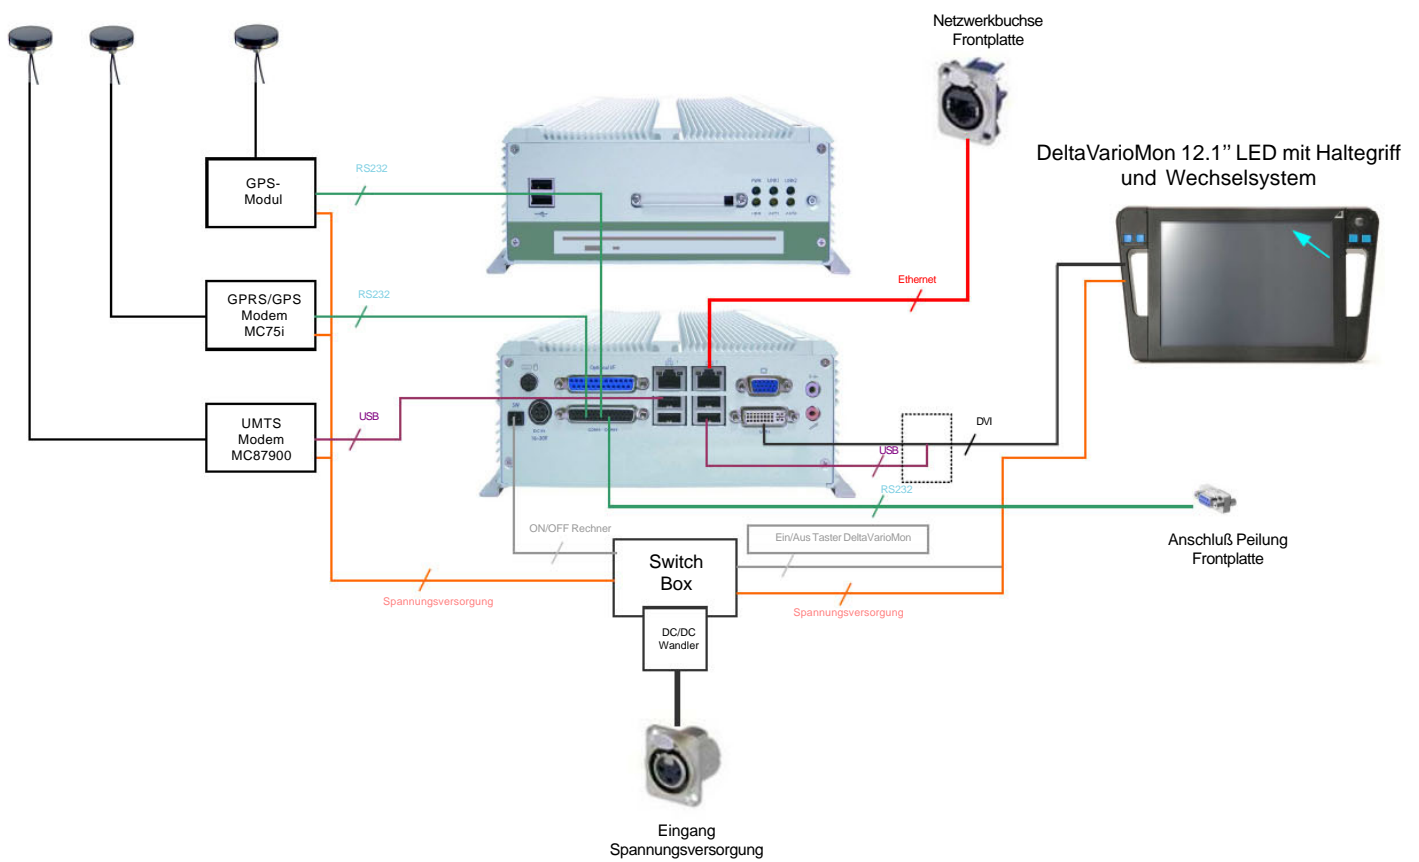 Netzwerkbuchse
Frontplatte
DeltaVarioMon 12.1’’ LED mit Haltegriff
und Wechselsystem
GPS-
Modul
RS232
GPRS/GPS
Modem
MC75i
RS232
Ethernet
UMTS
Modem
MC87900
USB
DVI
USB
RS232
ON/OFF Rechner
Ein/Aus Taster DeltaVarioMon
Anschluß Peilung
Frontplatte
Switch
Box
Spannungsversorgung
Spannungsversorgung
DC/DC
Wandler
Eingang
Spannungsversorgung